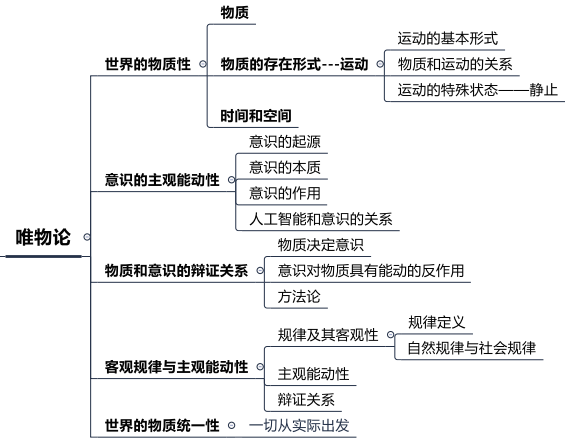 唯物论
世界的物质性
物质
物质的存在形式---运动
运动的基本形式
物质和运动的关系
运动的特殊状态——静止
时间和空间
意识的主观能动性
意识的起源
意识的本质
意识的作用
人工智能和意识的关系
物质和意识的辩证关系
物质决定意识
意识对物质具有能动的反作用
方法论
客观规律与主观能动性
规律及其客观性
规律定义
自然规律与社会规律
主观能动性
辩证关系
世界的物质统一性
一切从实际出发